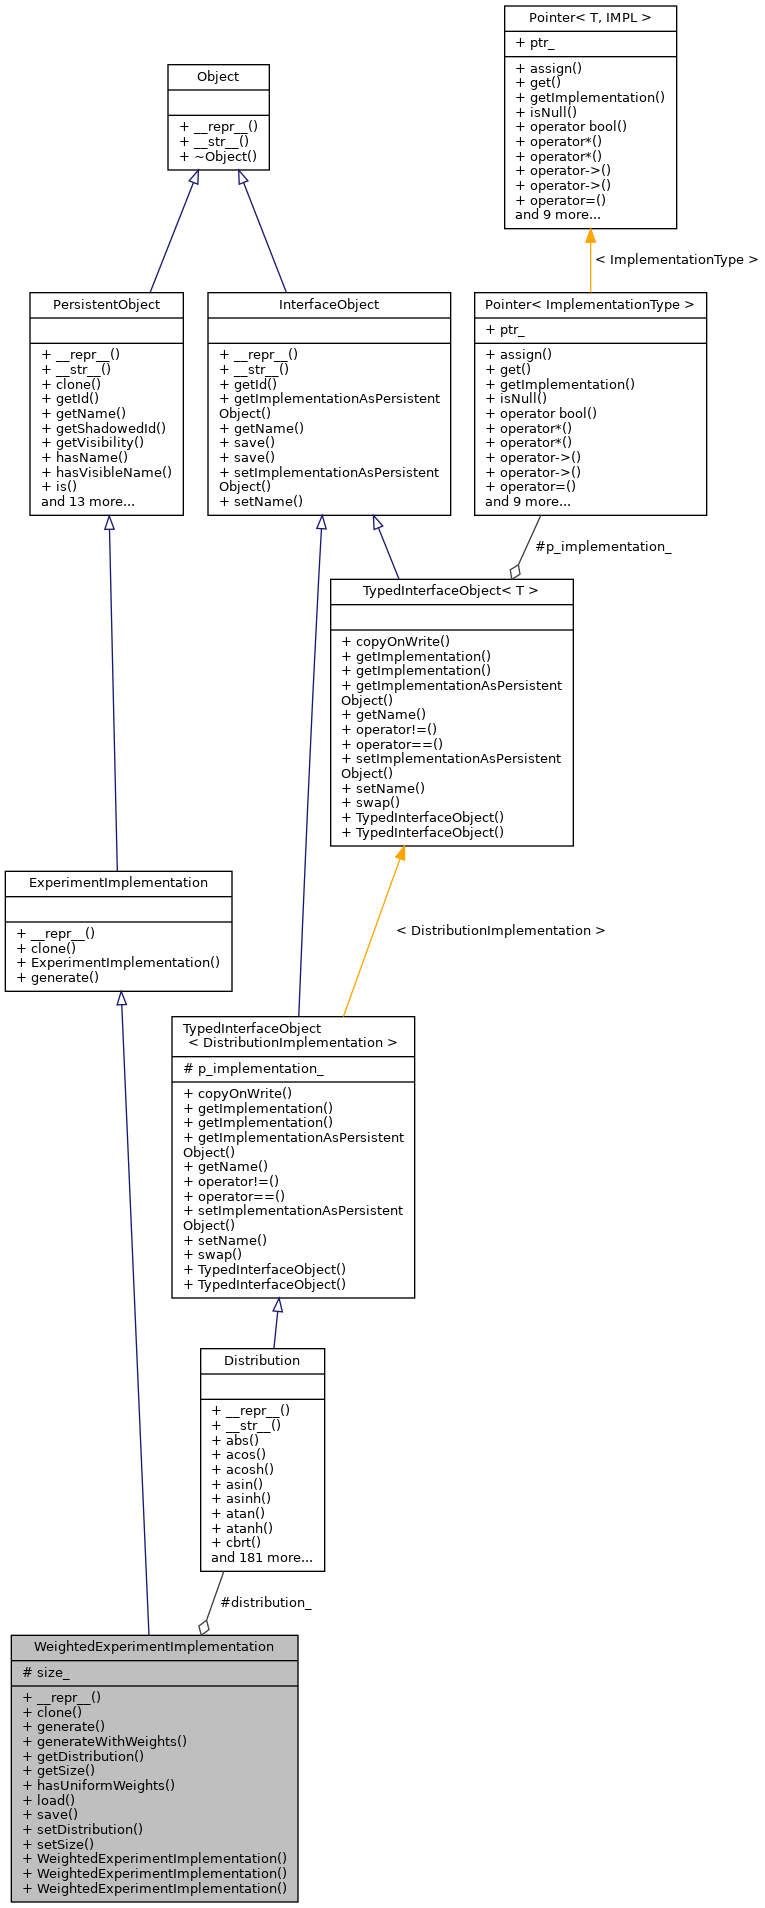 Pointer< T, IMPL >
+ ptr_
+ assign()
+ get()
+ getImplementation()
+ isNull()
+ operator bool()
+ operator*()
+ operator*()
+ operator->()
+ operator->()
+ operator=()
and 9 more...
Object
+ __repr__()
+ __str__()
+ ~Object()
< ImplementationType >
PersistentObject
+ __repr__()
+ __str__()
+ clone()
+ getId()
+ getName()
+ getShadowedId()
+ getVisibility()
+ hasName()
+ hasVisibleName()
+ is()
and 13 more...
InterfaceObject
+ __repr__()
+ __str__()
+ getId()
+ getImplementationAsPersistent
Object()
+ getName()
+ save()
+ save()
+ setImplementationAsPersistent
Object()
+ setName()
Pointer< ImplementationType >
+ ptr_
+ assign()
+ get()
+ getImplementation()
+ isNull()
+ operator bool()
+ operator*()
+ operator*()
+ operator->()
+ operator->()
+ operator=()
and 9 more...
#p_implementation_
TypedInterfaceObject< T >
+ copyOnWrite()
+ getImplementation()
+ getImplementation()
+ getImplementationAsPersistent
Object()
+ getName()
+ operator!=()
+ operator==()
+ setImplementationAsPersistent
Object()
+ setName()
+ swap()
+ TypedInterfaceObject()
+ TypedInterfaceObject()
ExperimentImplementation
+ __repr__()
+ clone()
+ ExperimentImplementation()
+ generate()
< DistributionImplementation >
TypedInterfaceObject
< DistributionImplementation >
# p_implementation_
+ copyOnWrite()
+ getImplementation()
+ getImplementation()
+ getImplementationAsPersistent
Object()
+ getName()
+ operator!=()
+ operator==()
+ setImplementationAsPersistent
Object()
+ setName()
+ swap()
+ TypedInterfaceObject()
+ TypedInterfaceObject()
Distribution
+ __repr__()
+ __str__()
+ abs()
+ acos()
+ acosh()
+ asin()
+ asinh()
+ atan()
+ atanh()
+ cbrt()
and 181 more...
#distribution_
WeightedExperimentImplementation
# size_
+ __repr__()
+ clone()
+ generate()
+ generateWithWeights()
+ getDistribution()
+ getSize()
+ hasUniformWeights()
+ load()
+ save()
+ setDistribution()
+ setSize()
+ WeightedExperimentImplementation()
+ WeightedExperimentImplementation()
+ WeightedExperimentImplementation()